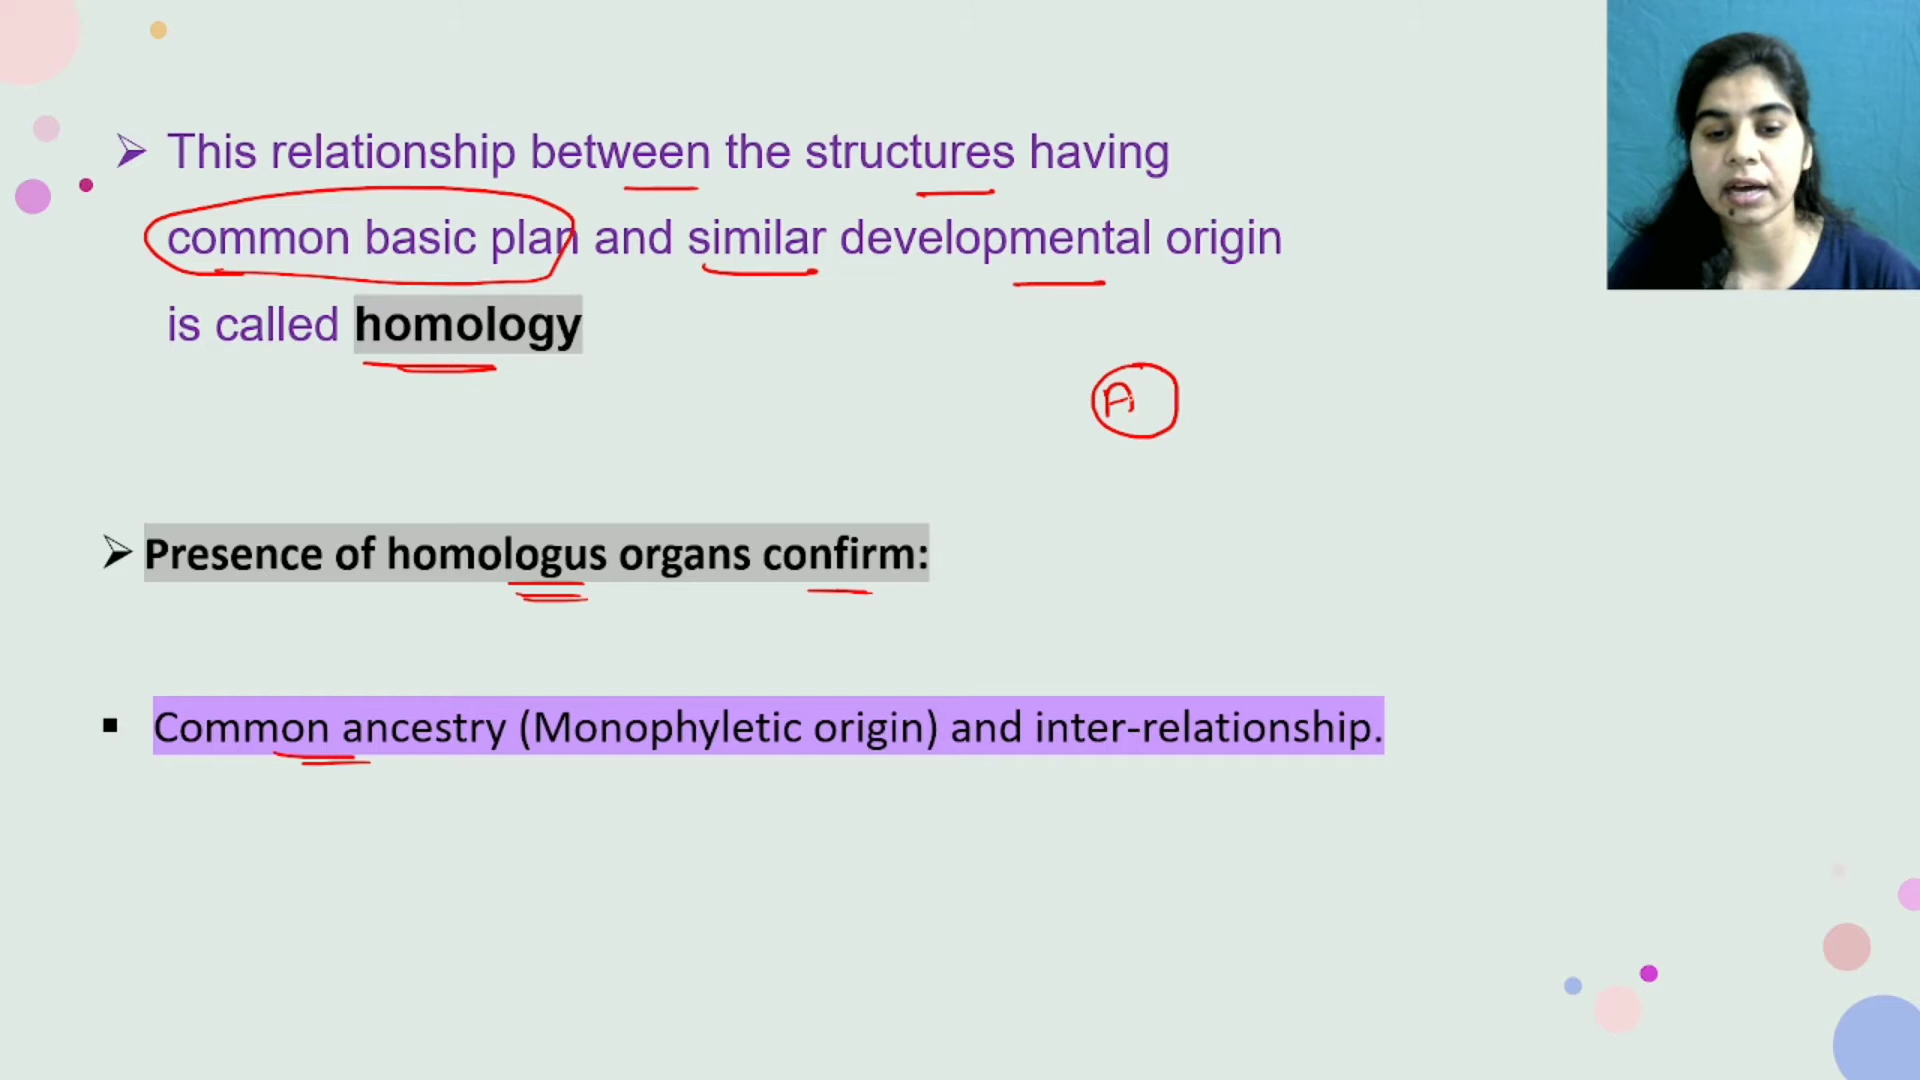 This relationship between the structures having
common basic plan and similar developmental origin
is called homology
A
Presence of homologus organs confirm:
Common ancestry (Monophyletic origin) and inter-relationship.